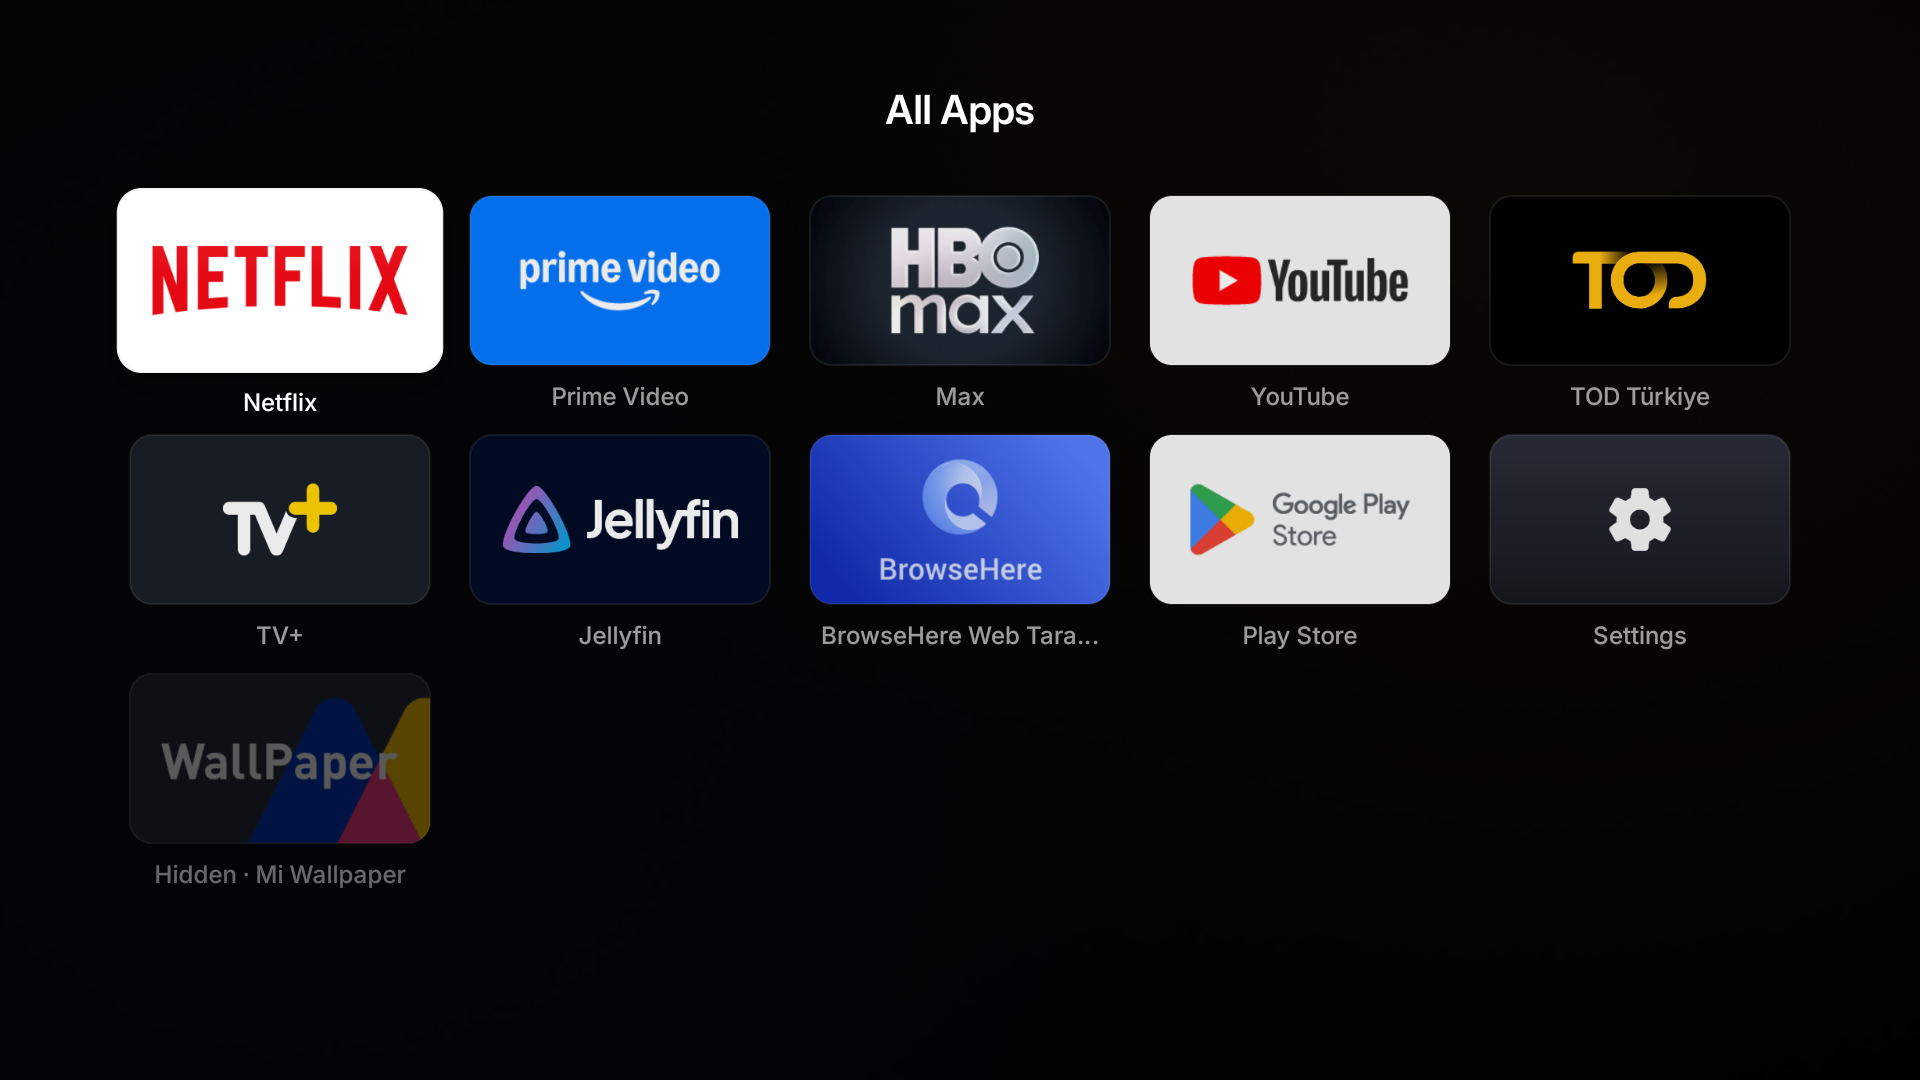 All Apps
NETFLIX
prime video
HBO
max
YouTube
TOD
Netflix
Prime Video
Max
YouTube
TOD Türkiye
TV+
Jellyfin
BrowseHere
Google Play
Store
TV+
Jellyfin
BrowseHere Web Tara...
Play Store
Settings
WallPaper
Hidden · Mi Wallpaper